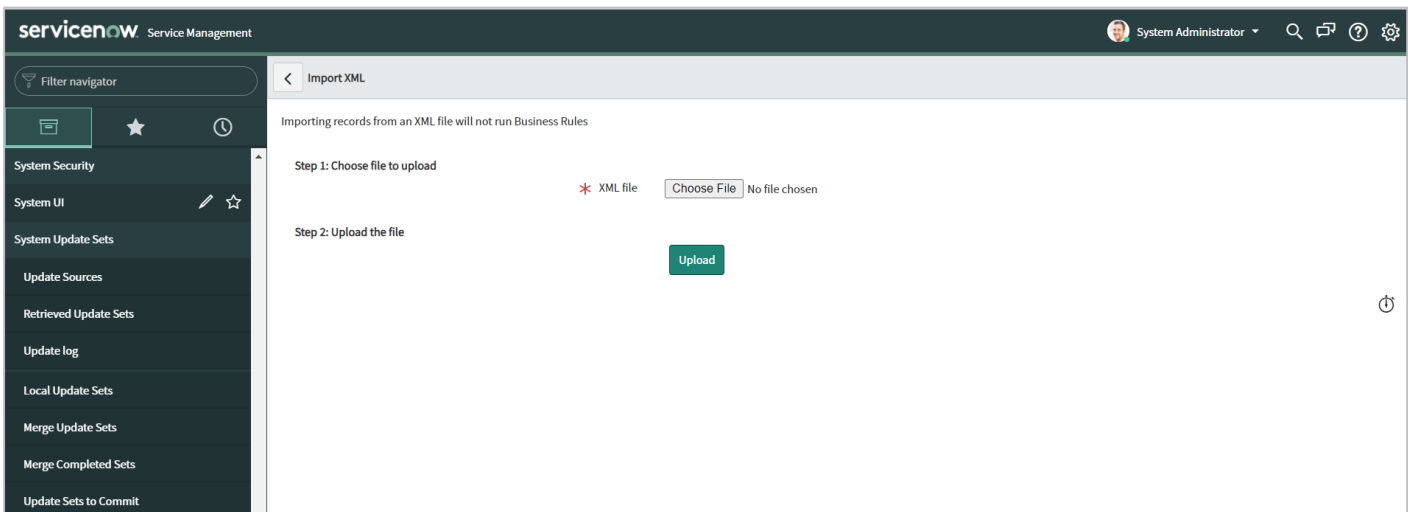 servicenow. Service Management
System Administrator
Filter navigator
Import XML
Importing records from an XML file will not run Business Rules
System Security
Step 1: Choose file to upload
XML file
Choose File No file chosen
System UI
Step 2: Upload the file
System Update Sets
Upload
Update Sources
Retrieved Update Sets
Update log
Local Update Sets
Merge Update Sets
Merge Completed Sets
Update Sets to Commit